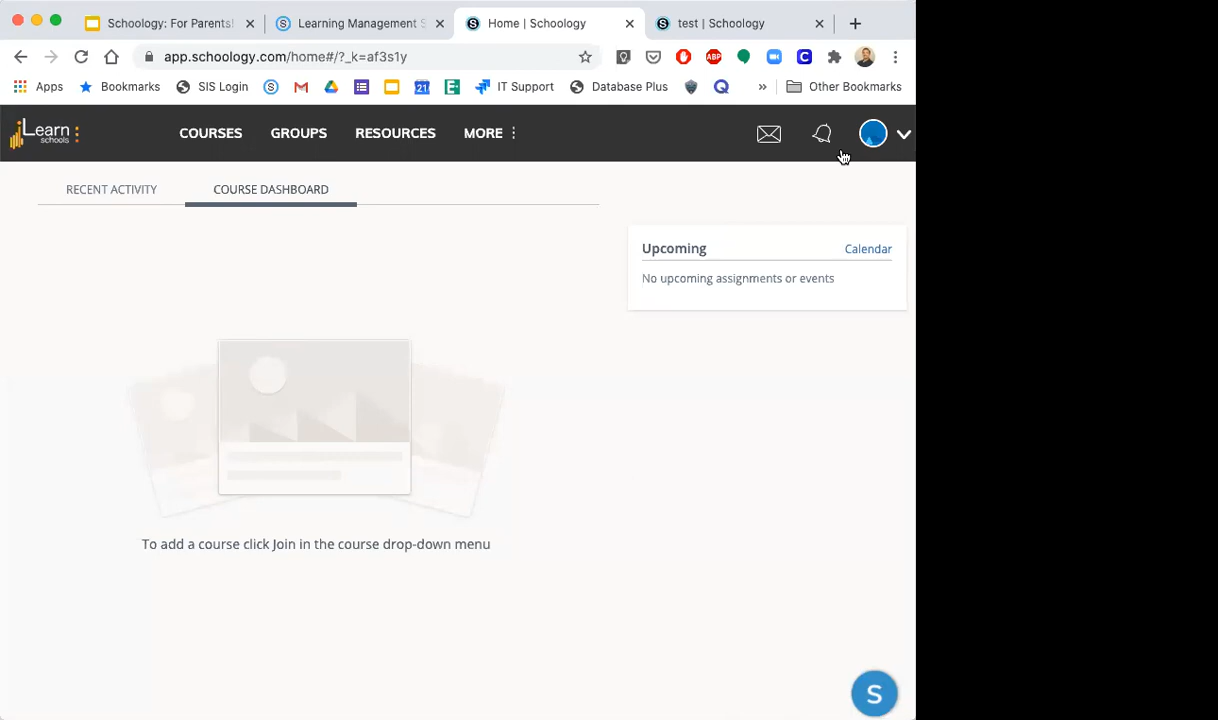 Schoology: For Parents!
Learning Management S
Home | Schoology
test | Schoology
app.schoology.com/home#/?_k=af3s1y
Apps
Bookmarks
SIS Login
21
IT Support
Database Plus
»
Other Bookmarks
iLearn
schools
COURSES
GROUPS
RESOURCES
MORE
RECENT ACTIVITY
COURSE DASHBOARD
Upcoming
Calendar
No upcoming assignments or events
To add a course click Join in the course drop-down menu
S